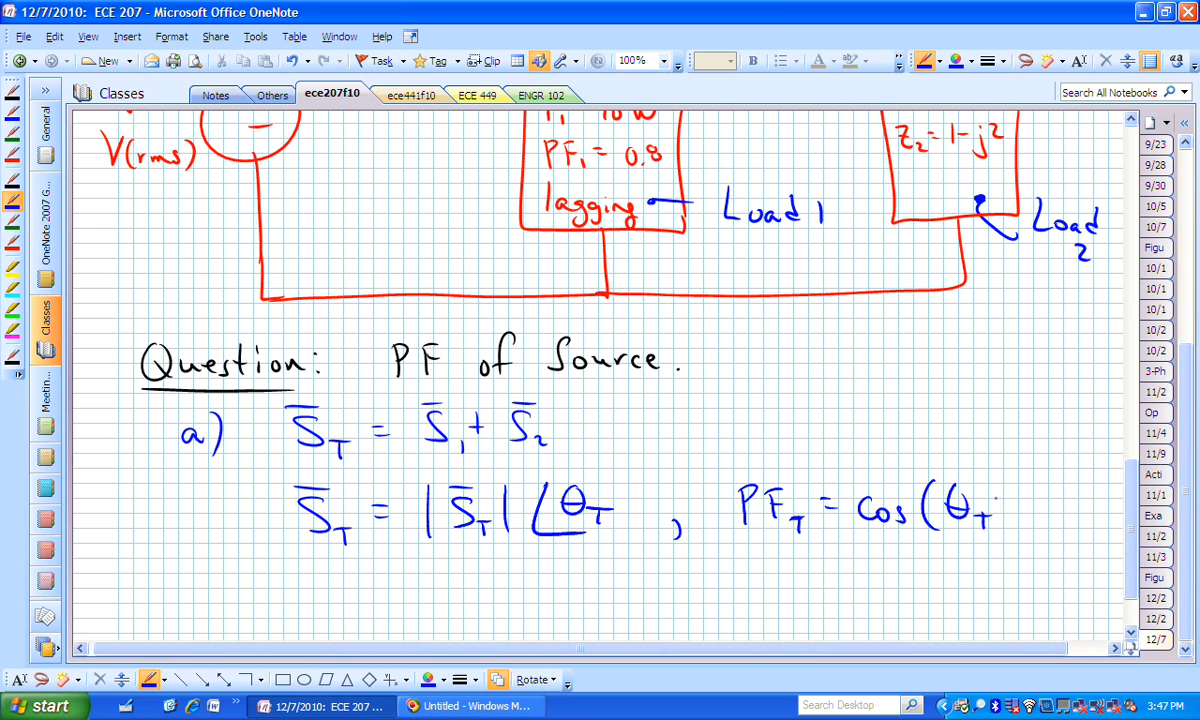 12/7/2010: ECE 207 - Microsoft Office OneNote
File Edit View Insert Format Share Tools Table Window Help
New Task Tag Clip 100% B
Classes Notes Others ece207f10 ece441f10 ECE 449 ENGR 102 Search All Notebooks
General
OneNote 2007 G...
Classes
Meetin...
V(rms)
PF₁ = 0.8
lagging
Load 1
Z₂ = 1 - j2
Load
2
Question: PF of Source.
a) S̅_T = S̅₁ + S̅₂
S̅_T = |S̅_T| ∠θ_T , PF_T = cos(θ_T
9/23
9/28
9/30
10/5
10/7
Figu
10/1
10/1
10/1
10/2
10/2
3-Ph
11/2
Op
11/4
11/9
Acti
11/1
Exa
11/2
11/3
Figu
12/2
12/2
12/7
Rotate
start 12/7/2010: ECE 207 ... Untitled - Windows M... Search Desktop 3:47 PM